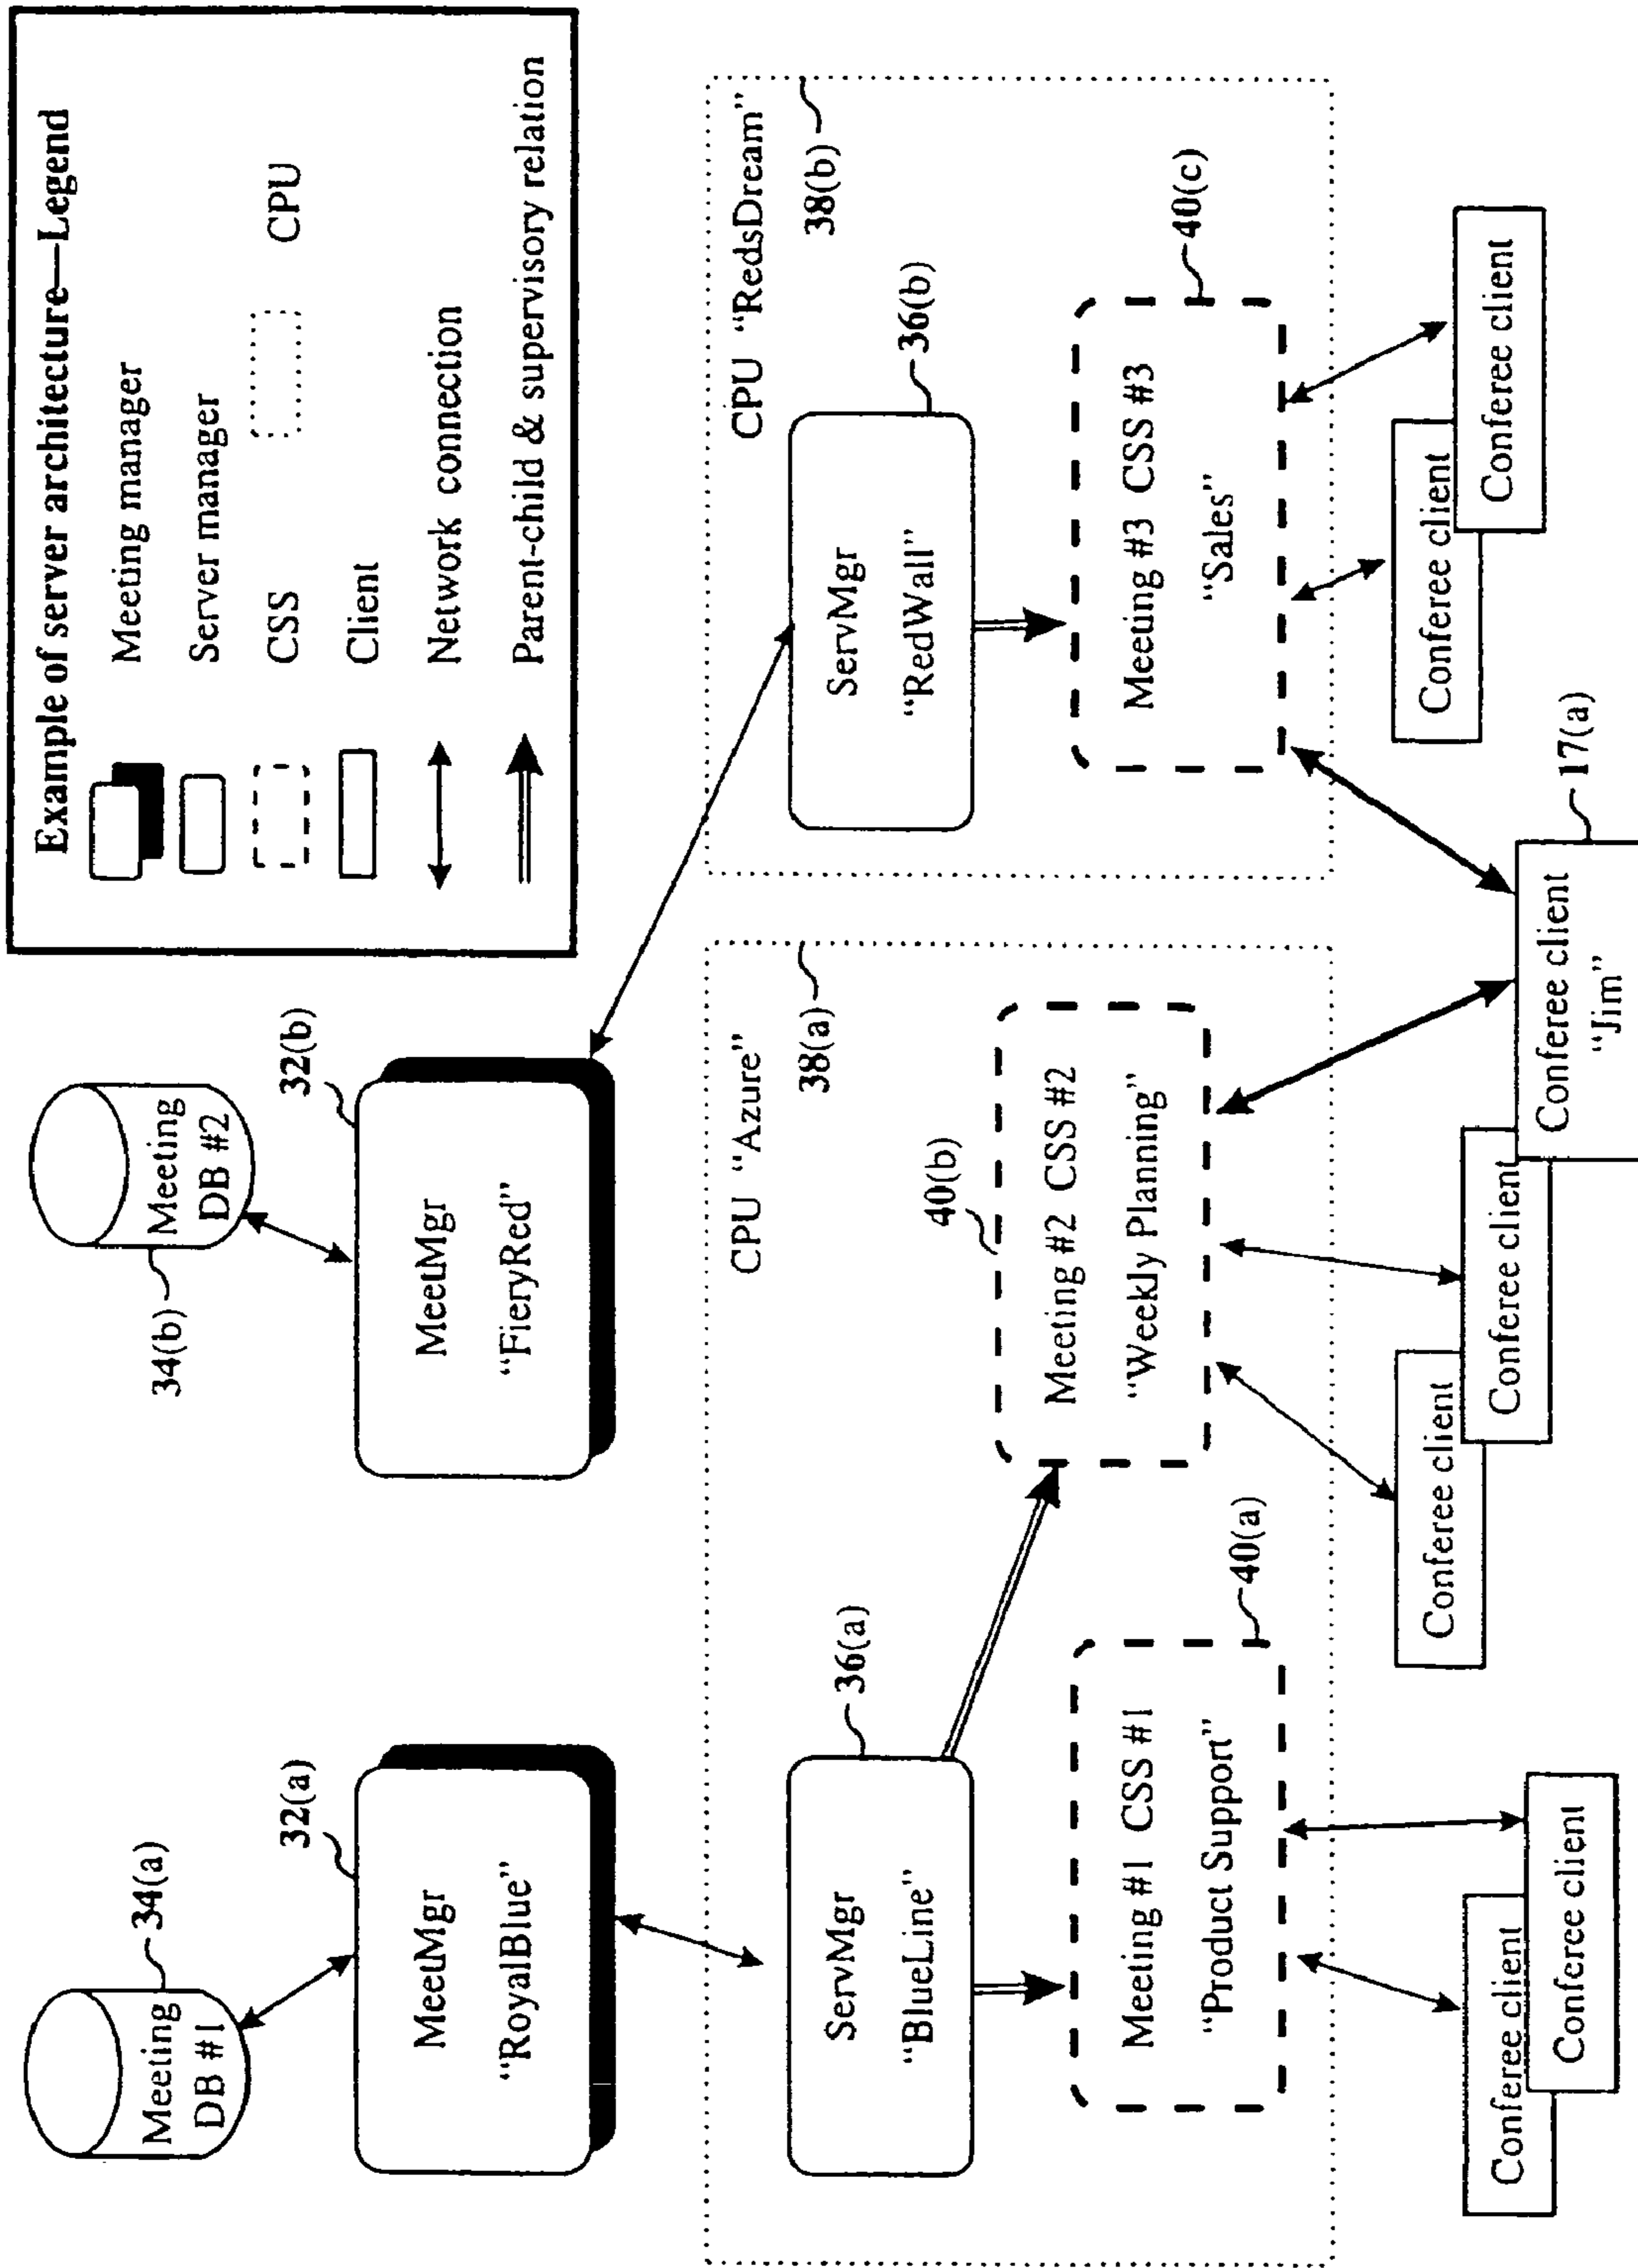 Example of server architecture—Legend
Meeting manager
Server manager
CSS
CPU
Client
Network connection
Parent-child & supervisory relation
34(a)
Meeting
DB #1
34(b)
Meeting
DB #2
32(a)
MeetMgr
“RoyalBlue”
32(b)
MeetMgr
“FieryRed”
CPU “Azure”
38(a)
CPU “RedsDream”
38(b)
36(a)
ServMgr
“BlueLine”
36(b)
ServMgr
“RedWall”
40(a)
Meeting #1 CSS #1
“Product Support”
40(b)
Meeting #2 CSS #2
“Weekly Planning”
40(c)
Meeting #3 CSS #3
“Sales”
Conferee client
Conferee client
Conferee client
Conferee client
Conferee client
“Jim”
17(a)
Conferee client
Conferee client